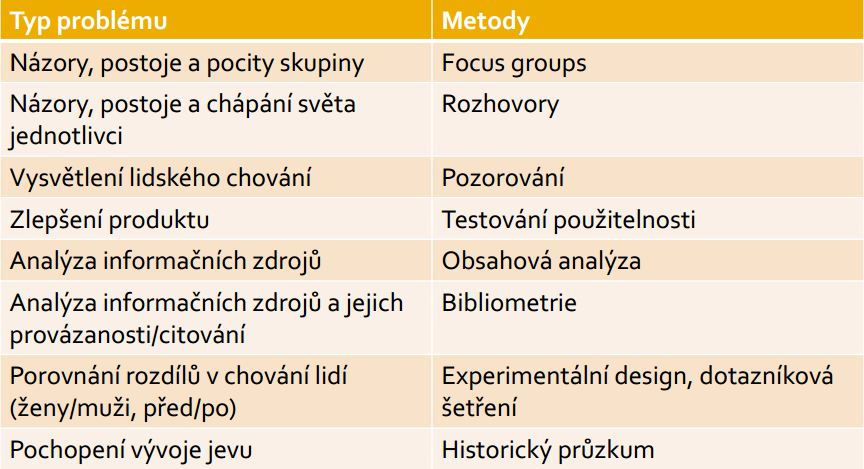 Typ problému
Metody
Názory, postoje a pocity skupiny
Focus groups
Názory, postoje a chápání světa
jednotlivci
Rozhovory
Vysvětlení lidského chování
Pozorování
Zlepšení produktu
Testování použitelnosti
Analýza informačních zdrojů
Obsahová analýza
Analýza informačních zdrojů a jejich
provázanosti/citování
Bibliometrie
Porovnání rozdílů v chování lidí
(ženy/muži, před/po)
Experimentální design, dotazníková
šetření
Pochopení vývoje jevu
Historický průzkum